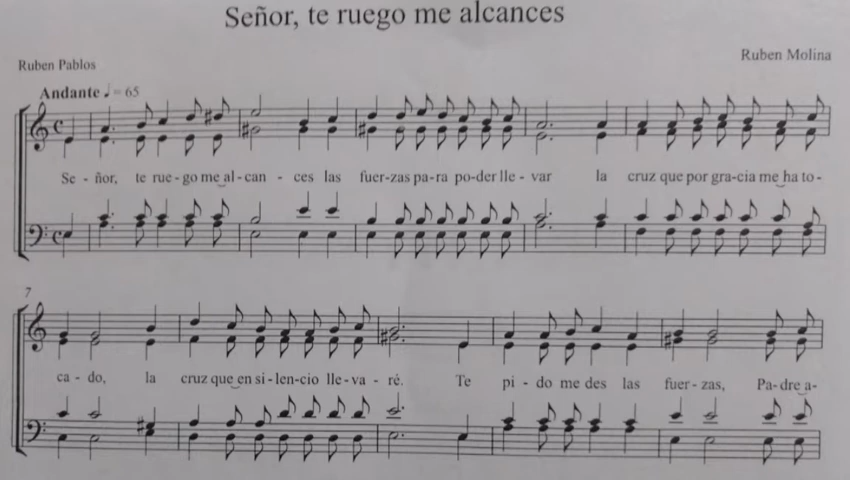 Señor, te ruego me alcances
Ruben Pablos
Ruben Molina
Andante ♩ = 65
Se - ñor, te rue - go me‿al - can - ces las fuer - zas pa - ra po - der lle - var la cruz que por gra - cia me‿ha to -
7
ca - do, la cruz que‿en si - len - cio lle - va - ré. Te pi - do me des las fuer - zas, Pa - dre‿a -